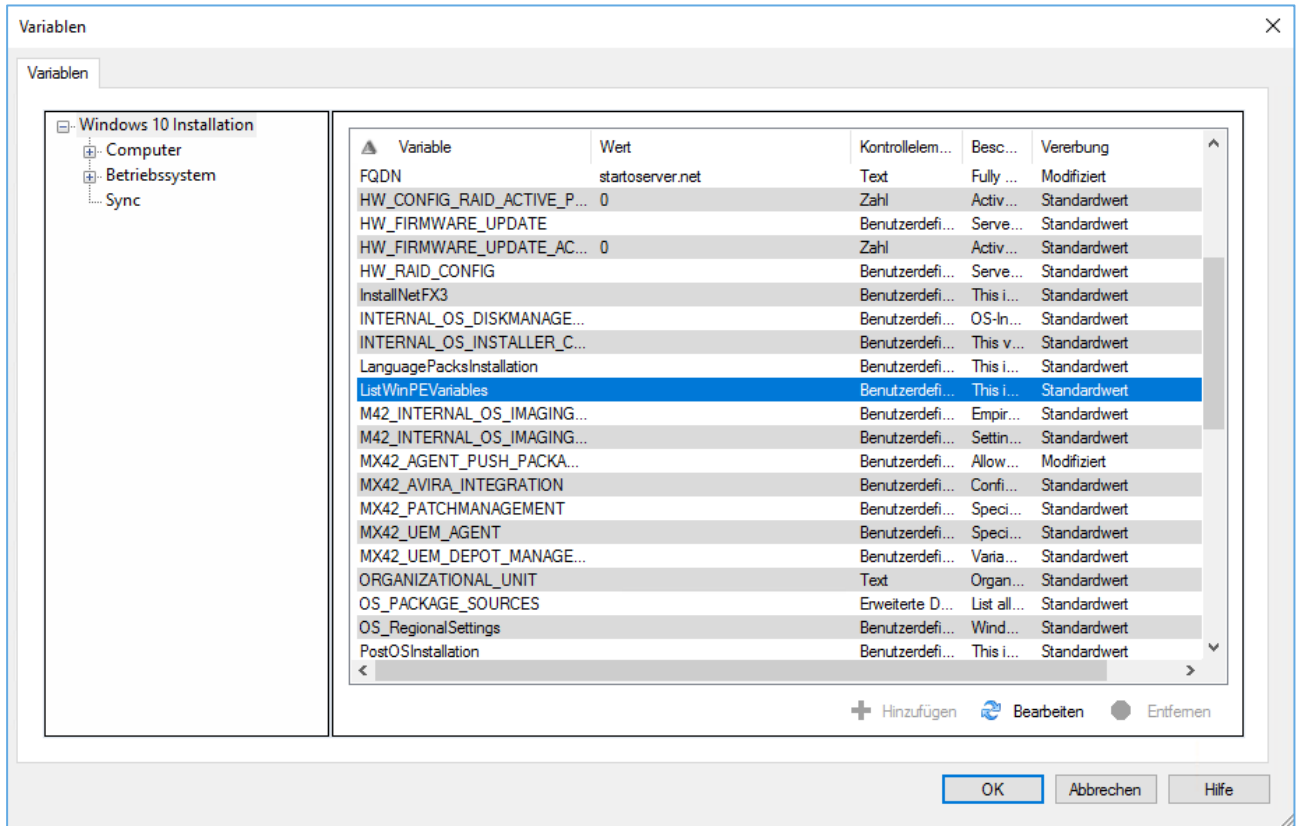 Variablen
Variablen
Windows 10 Installation
Computer
Betriebssystem
Sync
Variable Wert Kontrollelem... Besc... Vererbung
FQDN startoserver.net Text Fully ... Modifiziert
HW_CONFIG_RAID_ACTIVE_P... 0 Zahl Activ... Standardwert
HW_FIRMWARE_UPDATE Benutzerdefi... Serve... Standardwert
HW_FIRMWARE_UPDATE_AC... 0 Zahl Activ... Standardwert
HW_RAID_CONFIG Benutzerdefi... Serve... Standardwert
InstallNetFX3 Benutzerdefi... This i... Standardwert
INTERNAL_OS_DISKMANAGE... Benutzerdefi... OS-In... Standardwert
INTERNAL_OS_INSTALLER_C... Benutzerdefi... This v... Standardwert
LanguagePacksInstallation Benutzerdefi... This i... Standardwert
ListWinPEVariables Benutzerdefi... This i... Standardwert
M42_INTERNAL_OS_IMAGING... Benutzerdefi... Empir... Standardwert
M42_INTERNAL_OS_IMAGING... Benutzerdefi... Settin... Standardwert
MX42_AGENT_PUSH_PACKA... Benutzerdefi... Allow... Modifiziert
MX42_AVIRA_INTEGRATION Benutzerdefi... Confi... Standardwert
MX42_PATCHMANAGEMENT Benutzerdefi... Speci... Standardwert
MX42_UEM_AGENT Benutzerdefi... Speci... Standardwert
MX42_UEM_DEPOT_MANAGE... Benutzerdefi... Varia... Standardwert
ORGANIZATIONAL_UNIT Text Organ... Standardwert
OS_PACKAGE_SOURCES Erweiterte D... List all... Standardwert
OS_RegionalSettings Benutzerdefi... Wind... Standardwert
PostOSInstallation Benutzerdefi... This i... Standardwert
Hinzufügen Bearbeiten Entfernen
OK Abbrechen Hilfe